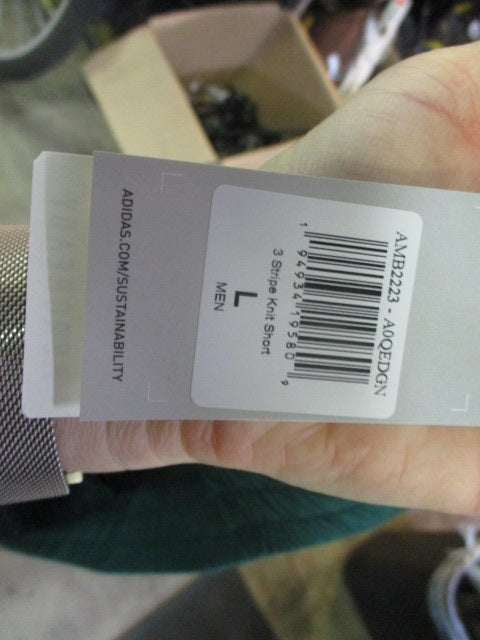 AMB2223 - A0QEDGN
1 94934 19580 9
3 Stripe Knit Short
L
MEN
ADIDAS.COM/SUSTAINABILITY